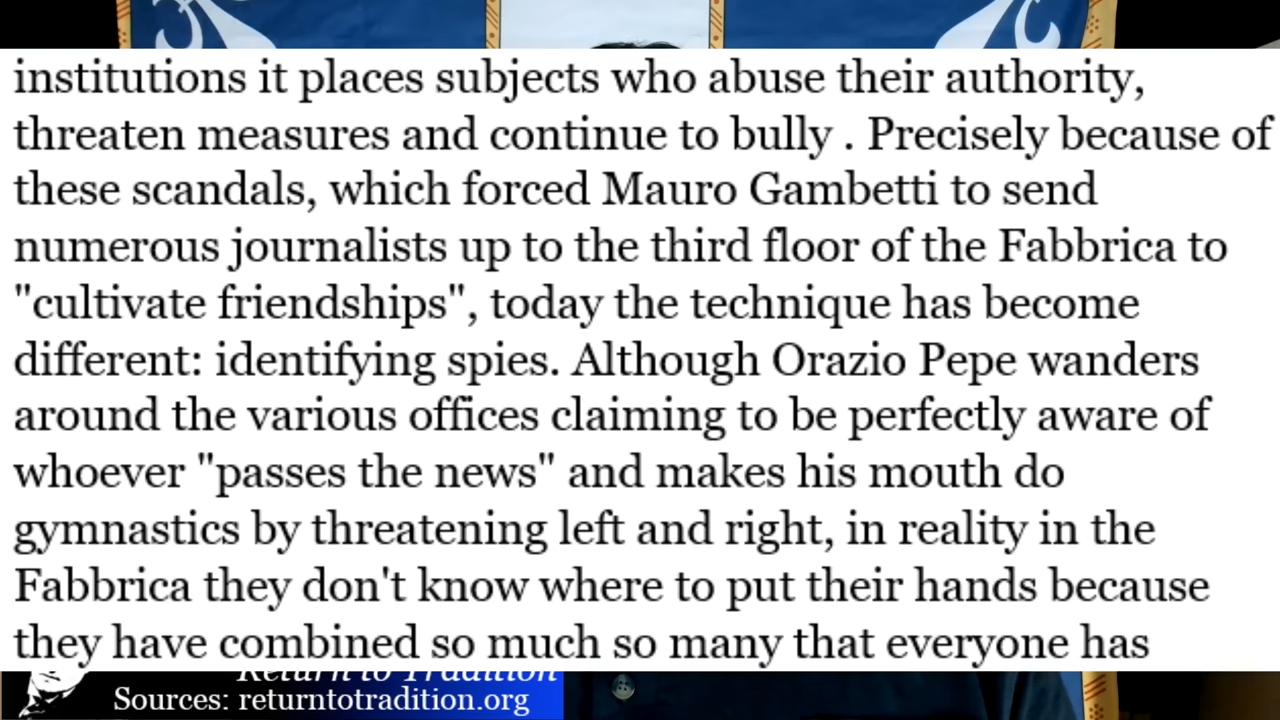 institutions it places subjects who abuse their authority,
threaten measures and continue to bully . Precisely because of
these scandals, which forced Mauro Gambetti to send
numerous journalists up to the third floor of the Fabbrica to
"cultivate friendships", today the technique has become
different: identifying spies. Although Orazio Pepe wanders
around the various offices claiming to be perfectly aware of
whoever "passes the news" and makes his mouth do
gymnastics by threatening left and right, in reality in the
Fabbrica they don't know where to put their hands because
they have combined so much so many that everyone has
Return to Tradition
Sources: returntotradition.org